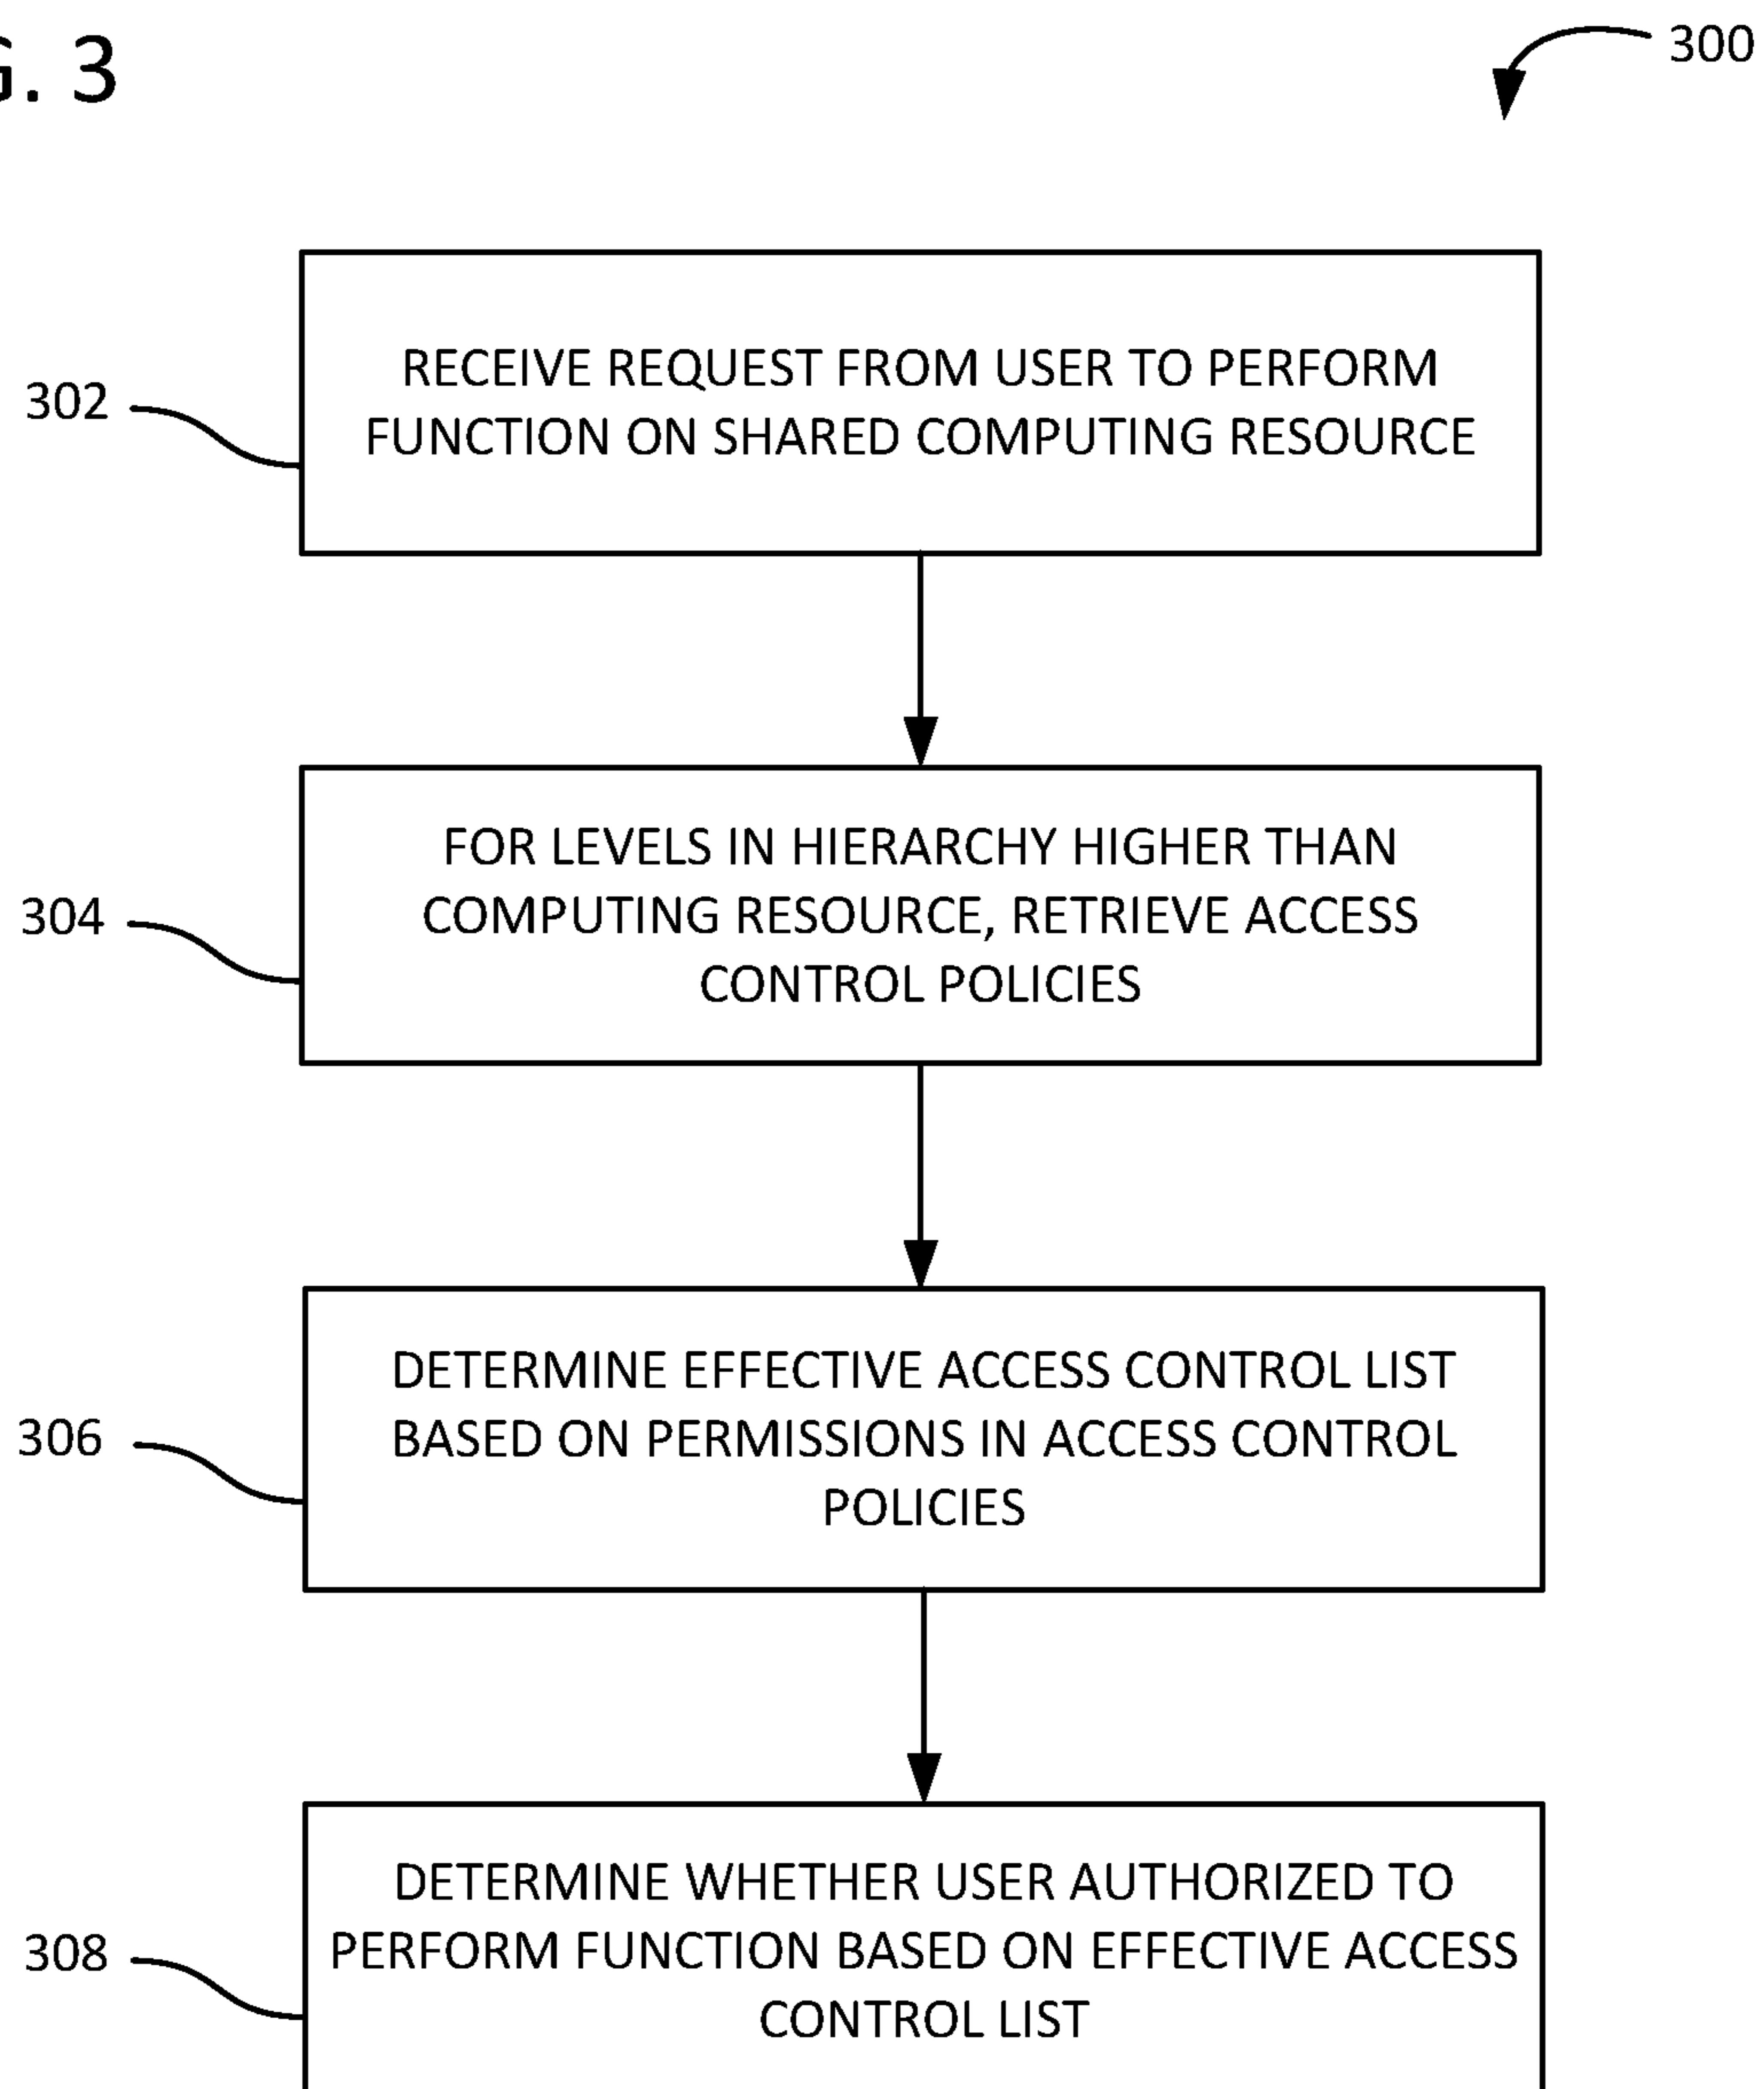 G. 3
300
302
RECEIVE REQUEST FROM USER TO PERFORM
FUNCTION ON SHARED COMPUTING RESOURCE
304
FOR LEVELS IN HIERARCHY HIGHER THAN
COMPUTING RESOURCE, RETRIEVE ACCESS
CONTROL POLICIES
306
DETERMINE EFFECTIVE ACCESS CONTROL LIST
BASED ON PERMISSIONS IN ACCESS CONTROL
POLICIES
308
DETERMINE WHETHER USER AUTHORIZED TO
PERFORM FUNCTION BASED ON EFFECTIVE ACCESS
CONTROL LIST